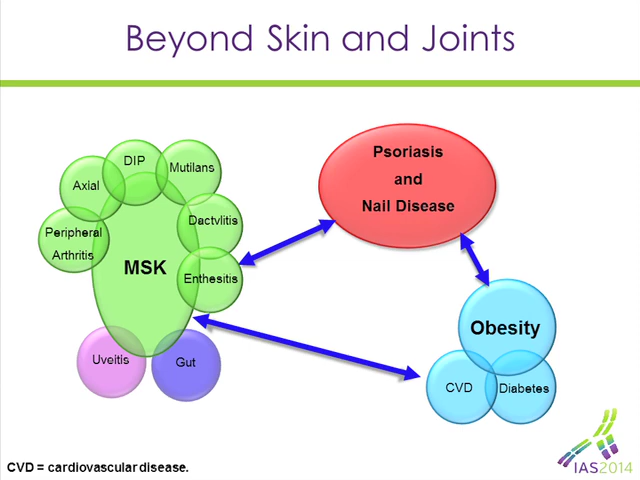 Beyond Skin and Joints
DIP
Mutilans
Axial
Psoriasis
and
Nail Disease
Dactylitis
Peripheral
Arthritis
MSK
Enthesitis
Obesity
Uveitis
Gut
CVD
Diabetes
CVD = cardiovascular disease.
IAS2014